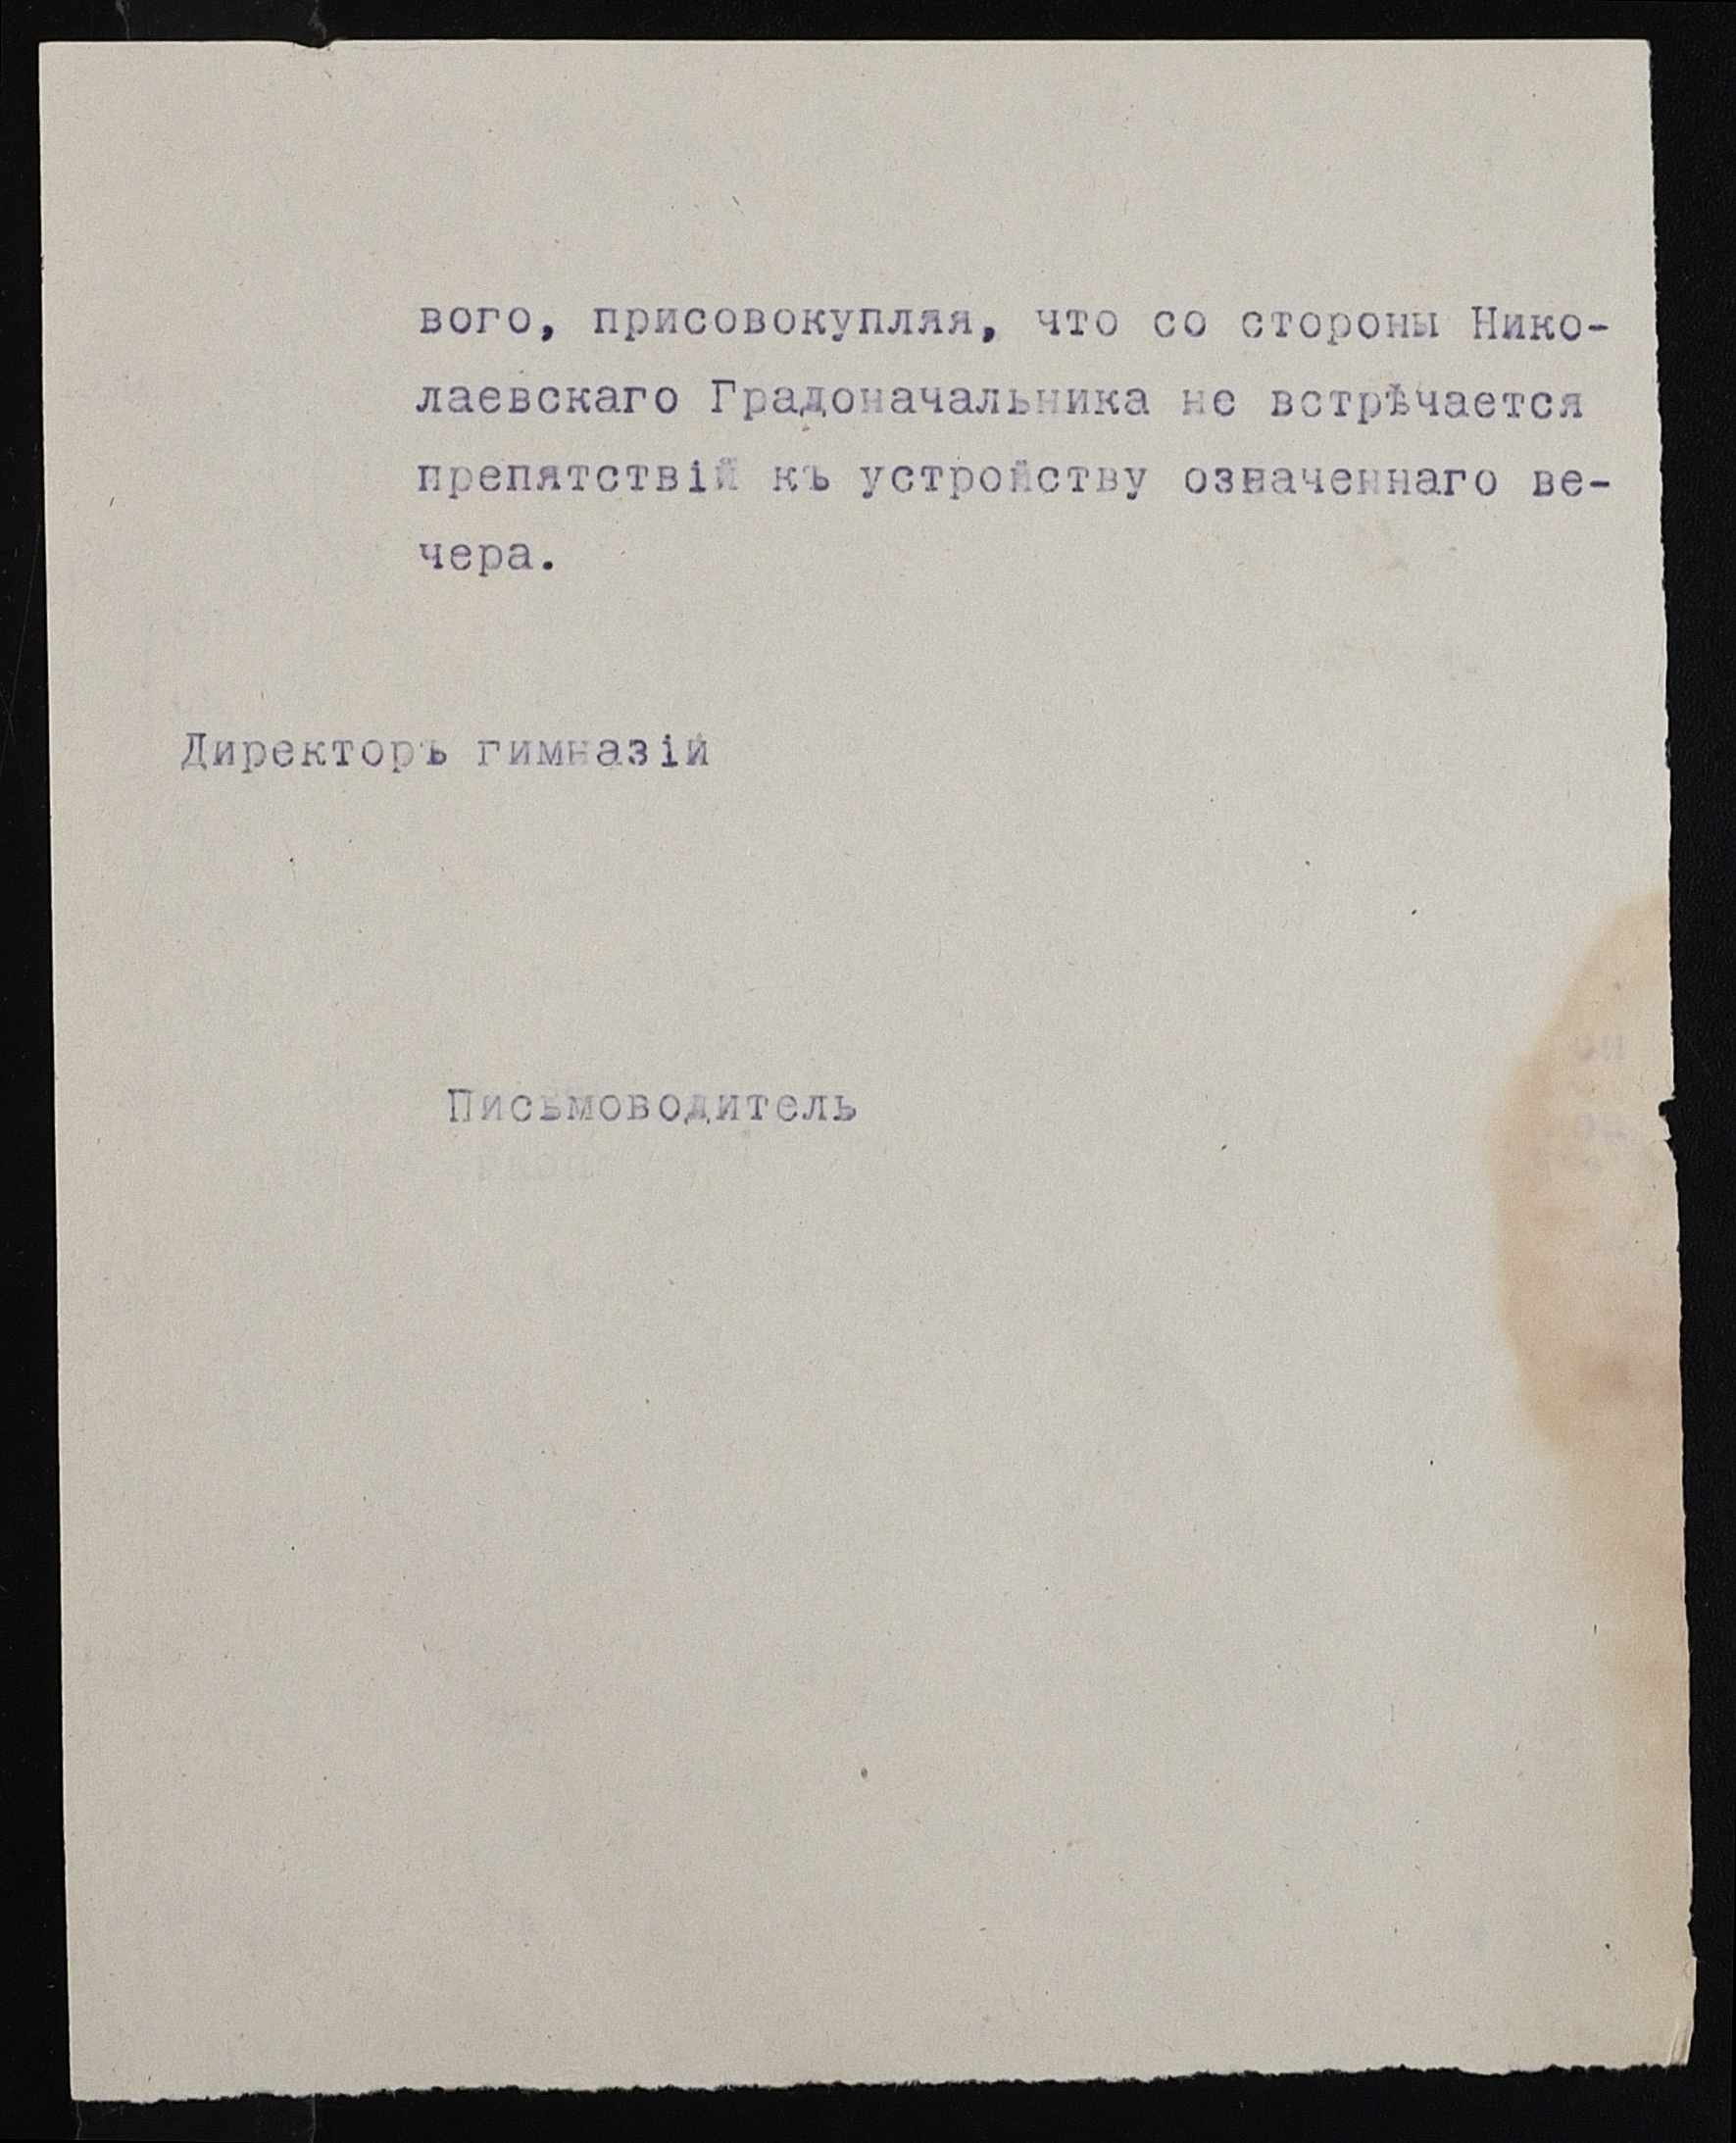 вого, присовокупляя, что со стороны Нико-
лаевскаго Градоначальника не встрѣчается
препятствій къ устройству означеннаго ве-
чера.
Директоръ гимназій
Письмоводитель